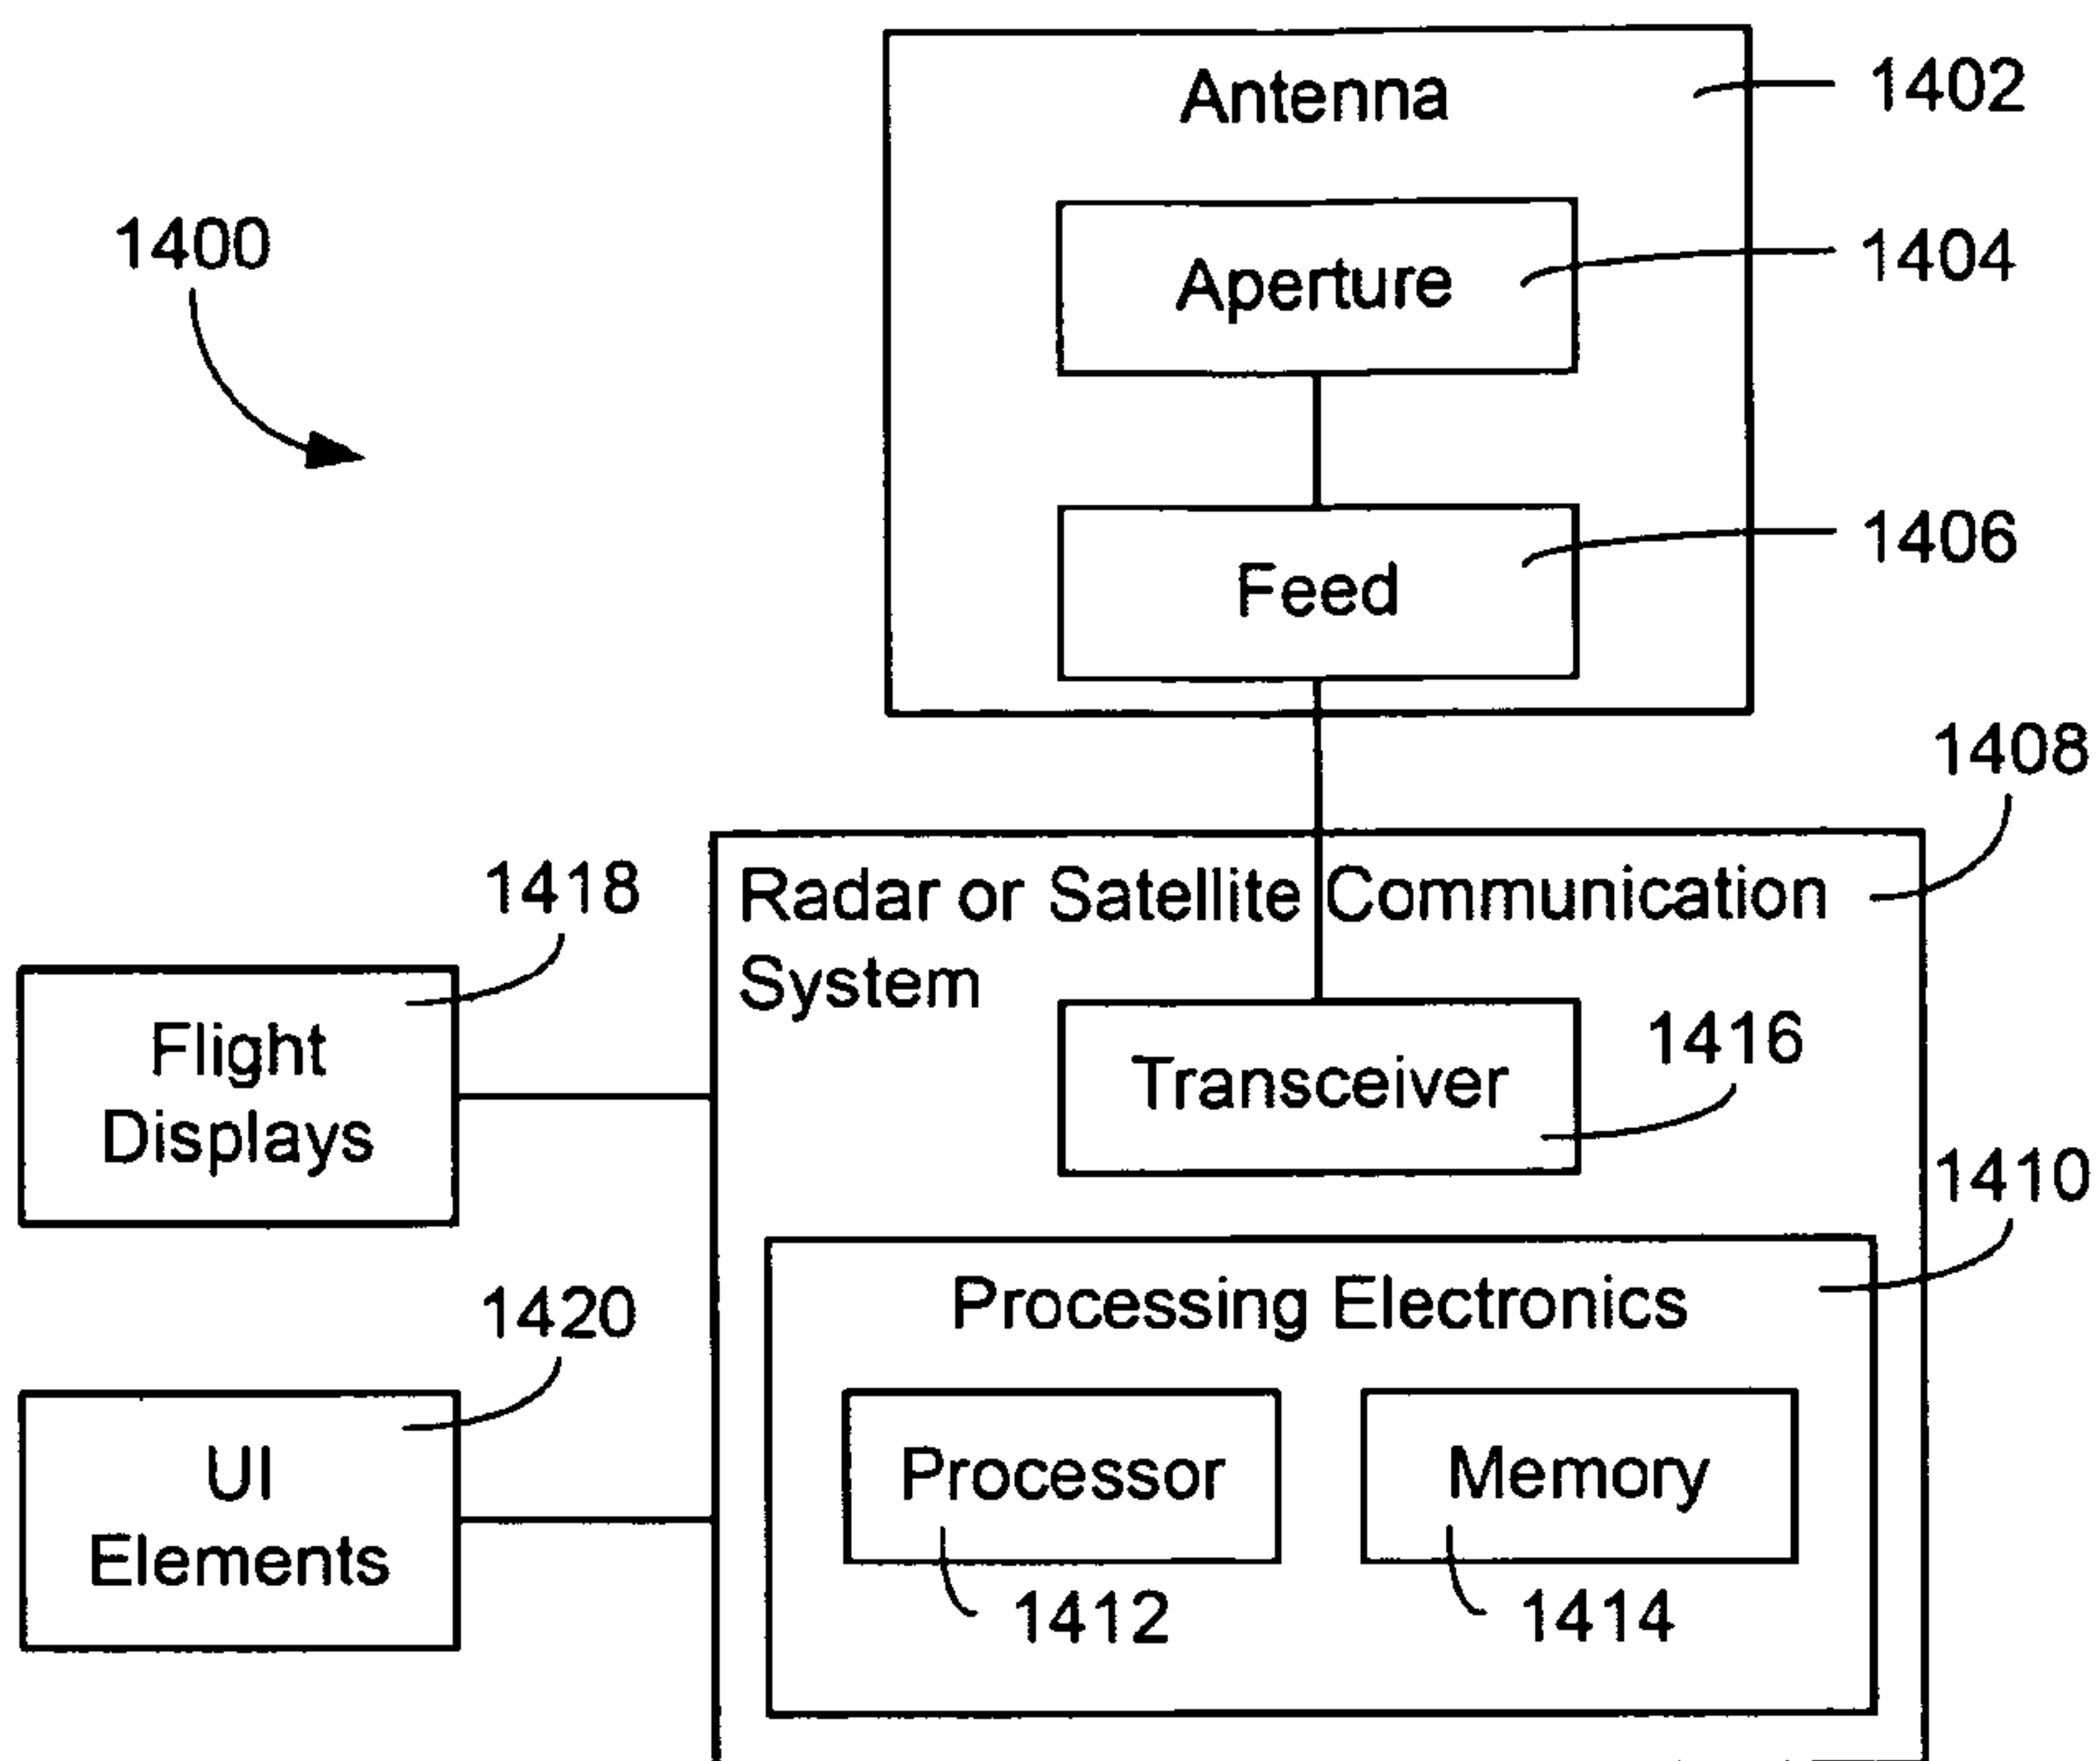 Antenna
1402
1400
Aperture
1404
Feed
1406
1408
1418
Radar or Satellite Communication
System
Flight
Displays
Transceiver
1416
1410
1420
Processing Electronics
UI
Elements
Processor
Memory
1412
1414